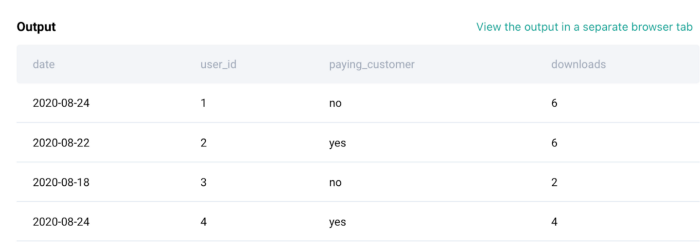 Output View the output in a separate browser tab
date user_id paying_customer downloads
2020-08-24 1 no 6
2020-08-22 2 yes 6
2020-08-18 3 no 2
2020-08-24 4 yes 4